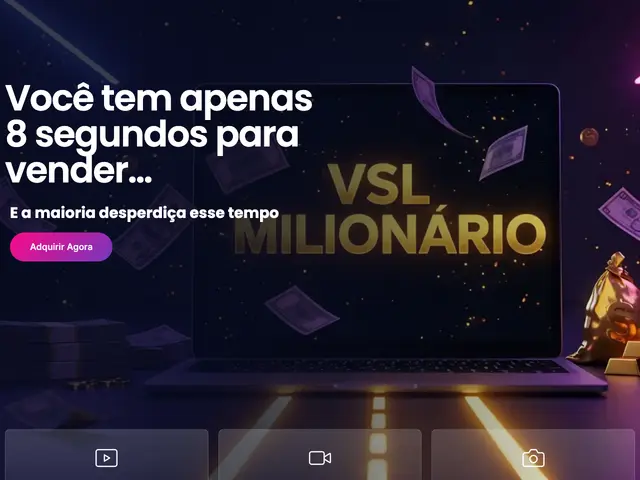 Você tem apenas
8 segundos para
vender...
E a maioria desperdiça esse tempo
Adquirir Agora
VSL
MILIONÁRIO